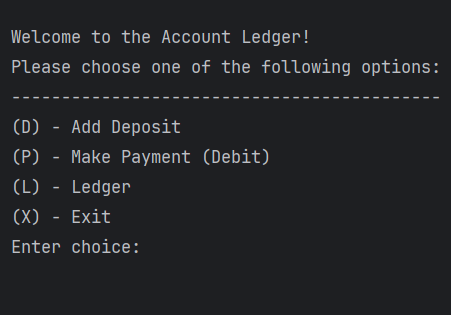 Welcome to the Account Ledger!
Please choose one of the following options:
-------------------------------------------
(D) - Add Deposit
(P) - Make Payment (Debit)
(L) - Ledger
(X) - Exit
Enter choice: